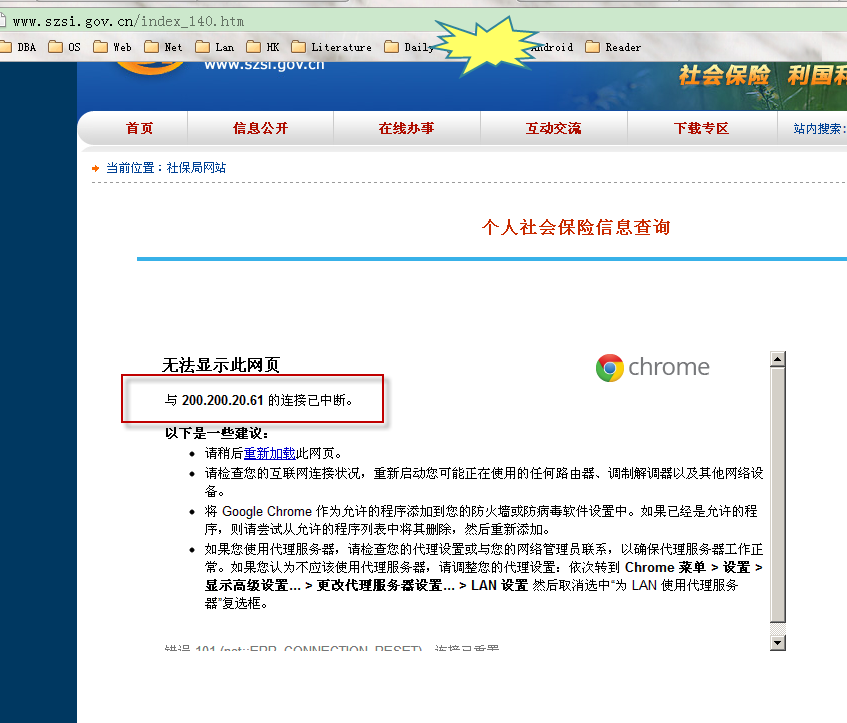 www.szsi.gov.cn/index_140.htm
DBA OS Web Net Lan HK Literature Daily Android Reader
www.szsi.gov.cn
社会保险 利国利
首页 信息公开 在线办事 互动交流 下载专区 站内搜索:
当前位置：社保局网站
个人社会保险信息查询
无法显示此网页
chrome
与 200.200.20.61 的连接已中断。
以下是一些建议：
请稍后重新加载此网页。
请检查您的互联网连接状况，重新启动您可能正在使用的任何路由器、调制解调器以及其他网络设
备。
将 Google Chrome 作为允许的程序添加到您的防火墙或防病毒软件设置中。如果已经是允许的程
序，则请尝试从允许的程序列表中将其删除，然后重新添加。
如果您使用代理服务器，请检查您的代理设置或与您的网络管理员联系，以确保代理服务器工作正
常。如果您认为不应该使用代理服务器，请调整您的代理设置：依次转到 Chrome 菜单 > 设置 >
显示高级设置... > 更改代理服务器设置... > LAN 设置 然后取消选中“为 LAN 使用代理服务
器”复选框。
错误 101 (net::ERR_CONNECTION_RESET)：连接已重置